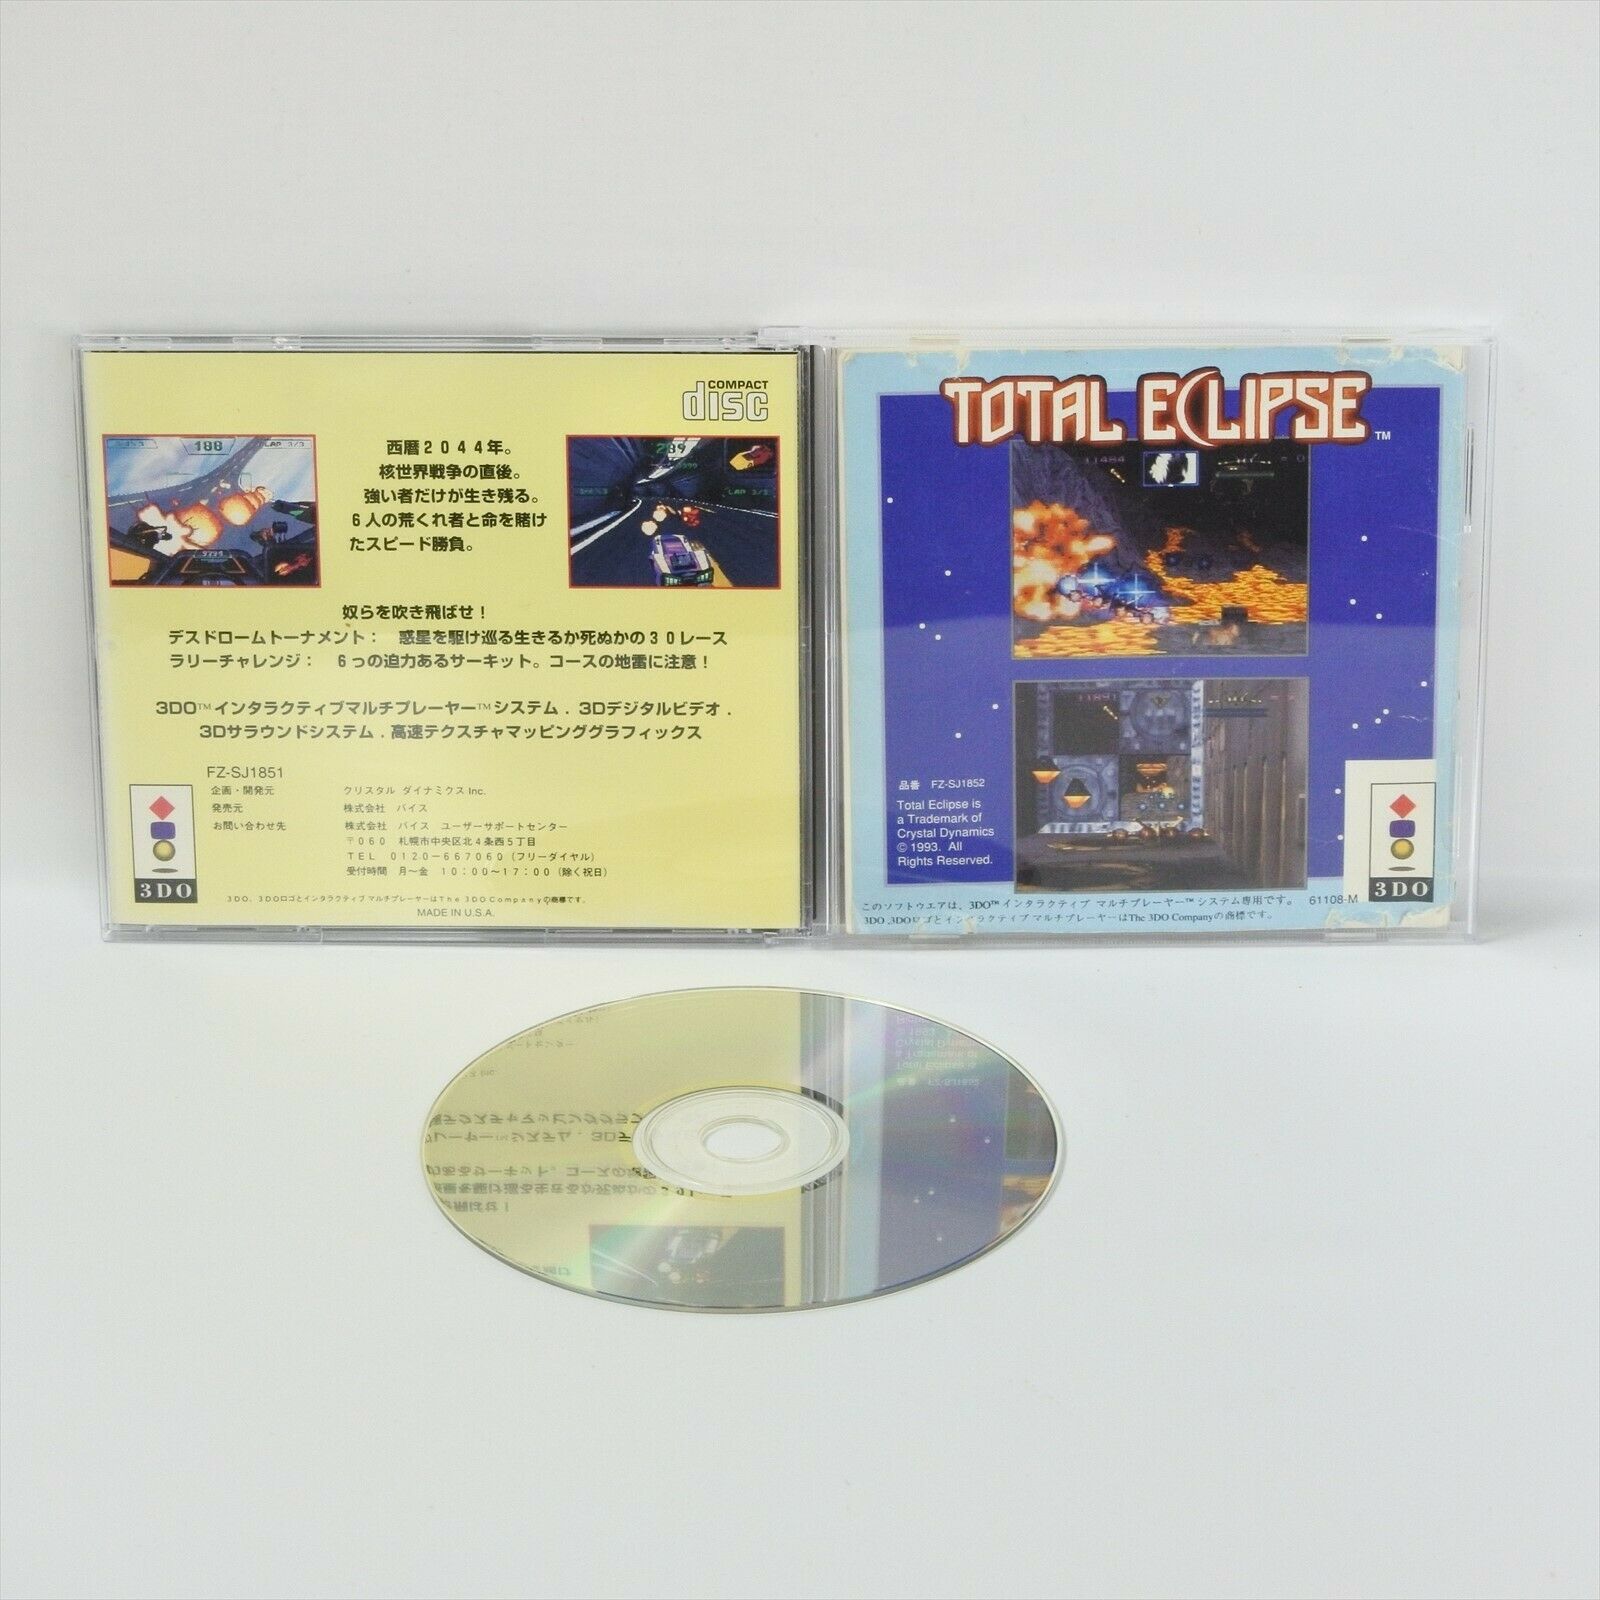 COMPACT
disc
188
LAP 3/3
西暦2044年。
核世界戦争の直後。
強い者だけが生き残る。
6人の荒くれ者と命を賭け
たスピード勝負。
289
LAP 3/3
奴らを吹き飛ばせ！
デスドロームトーナメント： 惑星を駆け巡る生きるか死ぬかの30レース
ラリーチャレンジ： 6っの迫力あるサーキット。コースの地雷に注意！
3DO™インタラクティブマルチプレーヤー™システム．3Dデジタルビデオ．
3Dサラウンドシステム．高速テクスチャマッピンググラフィックス
FZ-SJ1851
企画・開発元 クリスタル ダイナミクス Inc.
発売元 株式会社 バイス
お問い合わせ先 株式会社 バイス ユーザーサポートセンター
〒060 札幌市中央区北4条西5丁目
TEL 0120-667060（フリーダイヤル）
受付時間 月～金 10:00～17:00（除く祝日）
3DO
3DO、3DOロゴとインタラクティブ マルチプレーヤーはThe 3DO Companyの商標です。
MADE IN U.S.A.
TOTAL ECLIPSE™
11484
11891
品番 FZ-SJ1852
Total Eclipse is
a Trademark of
Crystal Dynamics
© 1993. All
Rights Reserved.
3DO
このソフトウエアは、3DO™インタラクティブ マルチプレーヤー™システム専用です。 61108-M
3DO ,3DOロゴとインタラクティブ マルチプレーヤーはThe 3DO Companyの商標です。